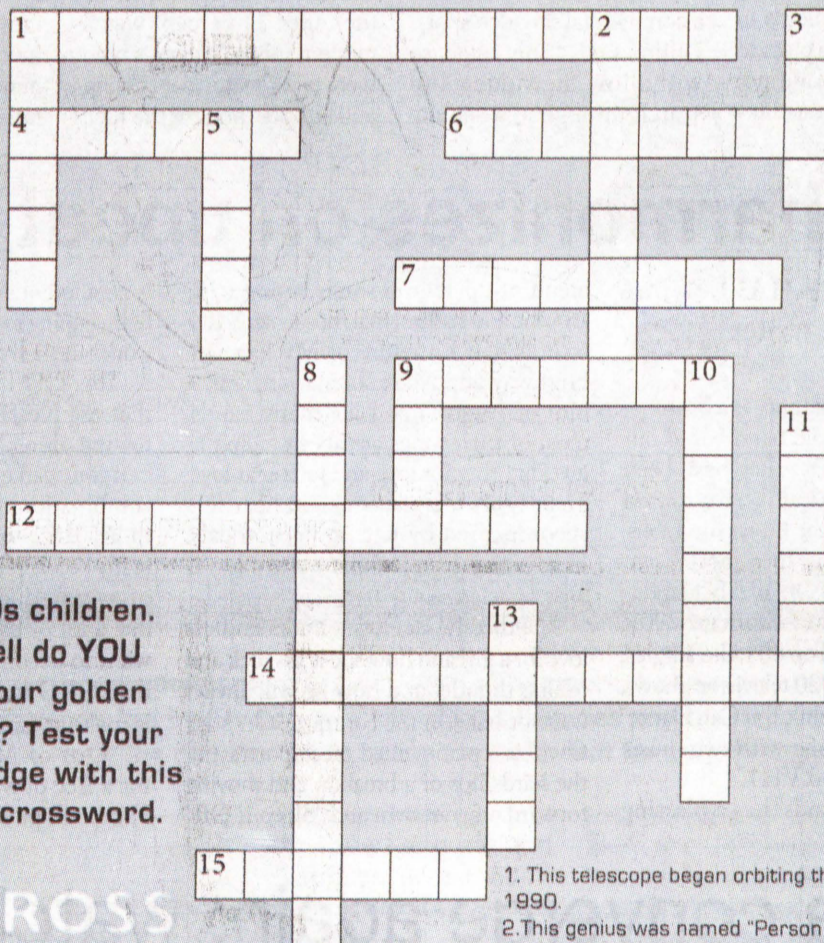 1
2
3
4
5
6
7
8
9
10
11
12
13
14
15
0s children.
ell do YOU
our golden
? Test your
dge with this
crossword.
ROSS
1. This telescope began orbiting th
1990.
2.This genius was named "Person